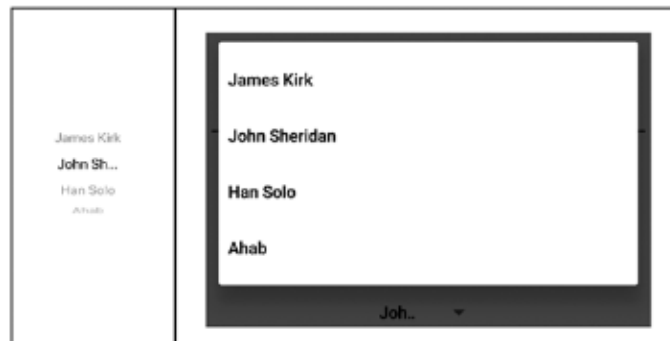 James Kirk
John Sh...
Han Solo
Ahab
James Kirk
John Sheridan
Han Solo
Ahab
Joh..